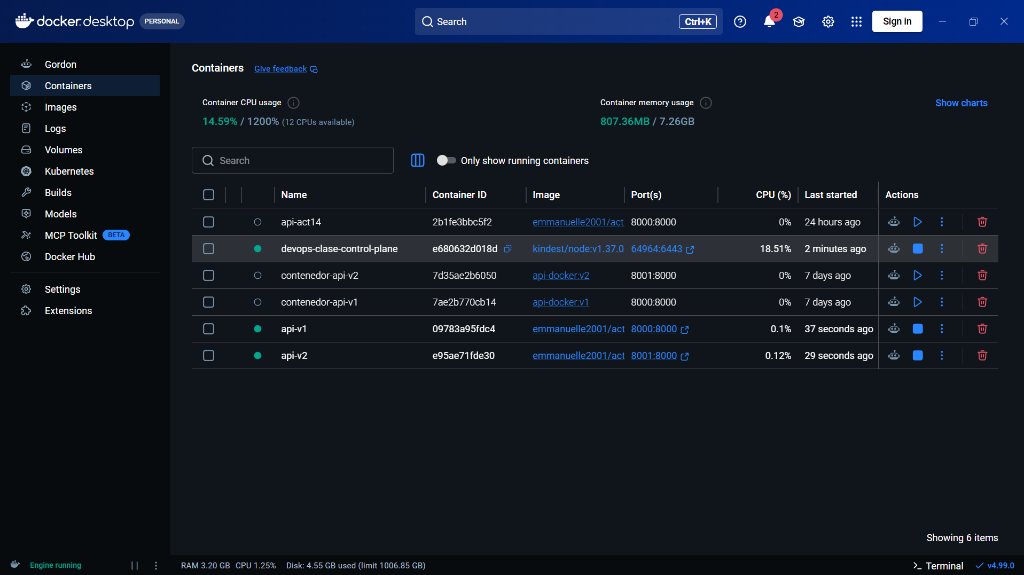 docker.desktop PERSONAL Search Ctrl+K 2 Sign in
Gordon
Containers
Images
Logs
Volumes
Kubernetes
Builds
Models
MCP Toolkit BETA
Docker Hub
Settings
Extensions
Containers Give feedback
Container CPU usage
14.59% / 1200% (12 CPUs available)
Container memory usage
807.36MB / 7.26GB
Show charts
Search
Only show running containers
Name Container ID Image Port(s) CPU (%) Last started Actions
api-act14 2b1fe3bbc5f2 emmanuelle2001/act 8000:8000 0% 24 hours ago
devops-clase-control-plane e680632d018d kindest/node:v1.37.0 64964:6443 18.51% 2 minutes ago
contenedor-api-v2 7d35ae2b6050 api-docker:v2 8001:8000 0% 7 days ago
contenedor-api-v1 7ae2b770cb14 api-docker:v1 8000:8000 0% 7 days ago
api-v1 09783a95fdc4 emmanuelle2001/act 8000:8000 0.1% 37 seconds ago
api-v2 e95ae71fde30 emmanuelle2001/act 8001:8000 0.12% 29 seconds ago
Showing 6 items
Engine running RAM 3.20 GB CPU 1.25% Disk: 4.55 GB used (limit 1006.85 GB) Terminal v4.99.0